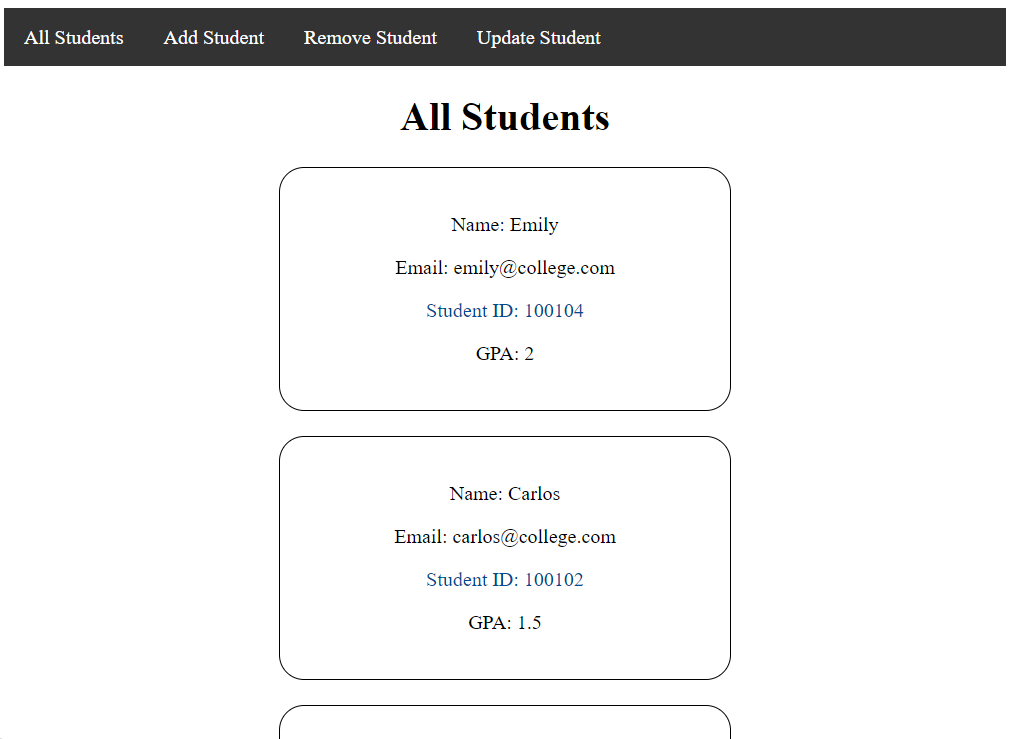 All Students Add Student Remove Student Update Student
All Students
Name: Emily
Email: emily@college.com
Student ID: 100104
GPA: 2
Name: Carlos
Email: carlos@college.com
Student ID: 100102
GPA: 1.5